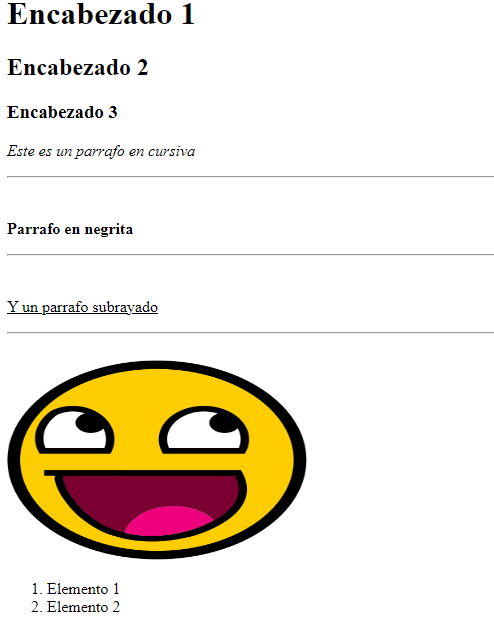 Encabezado 1
Encabezado 2
Encabezado 3
Este es un parrafo en cursiva
Parrafo en negrita
Y un parrafo subrayado
1. Elemento 1
2. Elemento 2